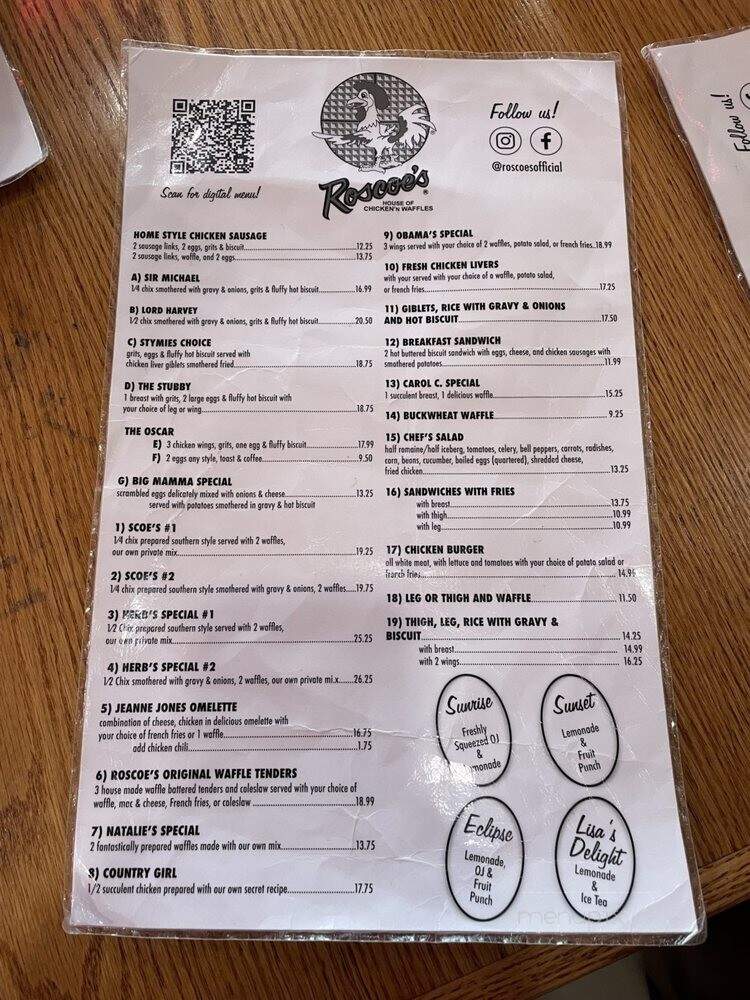 Scan for digital menu!
Roscoe's ®
HOUSE OF
CHICKEN'N WAFFLES
Follow us!
@roscoesofficial
HOME STYLE CHICKEN SAUSAGE
2 sausage links, 2 eggs, grits & biscuit 12.25
2 sausage links, waffle, and 2 eggs 13.75
A) SIR MICHAEL
1/4 chix smothered with gravy & onions, grits & fluffy hot biscuit 16.99
B) LORD HARVEY
1/2 chix smothered with gravy & onions, grits & fluffy hot biscuit 20.50
C) STYMIES CHOICE
grits, eggs & fluffy hot biscuit served with
chicken liver giblets smothered fried 18.75
D) THE STUBBY
1 breast with grits, 2 large eggs & fluffy hot biscuit with
your choice of leg or wing 18.75
THE OSCAR
E) 3 chicken wings, grits, one egg & fluffy biscuit 17.99
F) 2 eggs any style, toast & coffee 9.50
G) BIG MAMMA SPECIAL
scrambled eggs delicately mixed with onions & cheese 13.25
served with potatoes smothered in gravy & hot biscuit
1) SCOE'S #1
1/4 chix prepared southern style served with 2 waffles,
our own private mix 19.25
2) SCOE'S #2
1/4 chix prepared southern style smothered with gravy & onions, 2 waffles 19.75
3) HERB'S SPECIAL #1
1/2 Chix prepared southern style served with 2 waffles,
our own private mix 25.25
4) HERB'S SPECIAL #2
1/2 Chix smothered with gravy & onions, 2 waffles, our own private mi.x 26.25
5) JEANNE JONES OMELETTE
combination of cheese, chicken in delicious omelette with
your choice of french fries or 1 waffle 16.75
add chicken chili 1.75
6) ROSCOE'S ORIGINAL WAFFLE TENDERS
3 house made waffle battered tenders and coleslaw served with your choice of
waffle, mac & cheese, French fries, or coleslaw 18.99
7) NATALIE'S SPECIAL
2 fantastically prepared waffles made with our own mix 13.75
8) COUNTRY GIRL
1/2 succulent chicken prepared with our own secret recipe 17.75
9) OBAMA'S SPECIAL
3 wings served with your choice of 2 waffles, potato salad, or french fries 18.99
10) FRESH CHICKEN LIVERS
with your served with your choice of a waffle, potato salad,
or french fries 17.25
11) GIBLETS, RICE WITH GRAVY & ONIONS
AND HOT BISCUIT 17.50
12) BREAKFAST SANDWICH
2 hot buttered biscuit sandwich with eggs, cheese, and chicken sausages with
smothered potatoes 11.99
13) CAROL C. SPECIAL
1 succulent breast, 1 delicious waffle 15.25
14) BUCKWHEAT WAFFLE 9.25
15) CHEF'S SALAD
half romaine/half iceberg, tomatoes, celery, bell peppers, carrots, radishes,
corn, beans, cucumber, boiled eggs (quartered), shredded cheese,
fried chicken 13.25
16) SANDWICHES WITH FRIES
with breast 13.75
with thigh 10.99
with leg 10.99
17) CHICKEN BURGER
all white meat, with lettuce and tomatoes with your choice of potato salad or
french fries 14.95
18) LEG OR THIGH AND WAFFLE 11.50
19) THIGH, LEG, RICE WITH GRAVY &
BISCUIT 14.25
with breast 14.99
with 2 wings 16.25
Sunrise
Freshly
Squeezed OJ
&
Sunset
Lemonade
&
Fruit
Punch
Eclipse
Lemonade,
OJ &
Fruit
Punch
Lisa's
Delight
Lemonade
&
Ice Tea
Follow us!